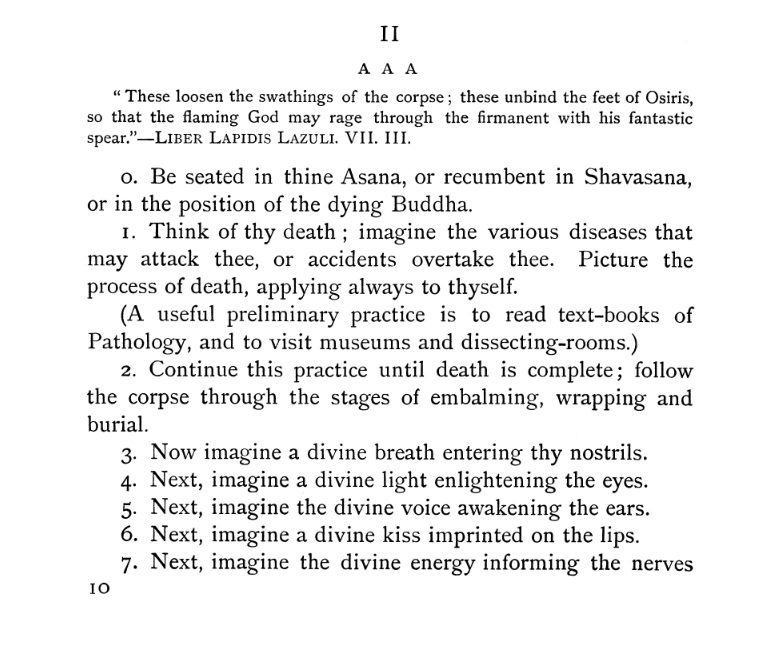 II
A A A
“ These loosen the swathings of the corpse ; these unbind the feet of Osiris,
so that the flaming God may rage through the firmanent with his fantastic
spear.”—LIBER LAPIDIS LAZULI. VII. III.
0. Be seated in thine Asana, or recumbent in Shavasana,
or in the position of the dying Buddha.
1. Think of thy death ; imagine the various diseases that
may attack thee, or accidents overtake thee. Picture the
process of death, applying always to thyself.
(A useful preliminary practice is to read text-books of
Pathology, and to visit museums and dissecting-rooms.)
2. Continue this practice until death is complete ; follow
the corpse through the stages of embalming, wrapping and
burial.
3. Now imagine a divine breath entering thy nostrils.
4. Next, imagine a divine light enlightening the eyes.
5. Next, imagine the divine voice awakening the ears.
6. Next, imagine a divine kiss imprinted on the lips.
7. Next, imagine the divine energy informing the nerves
10